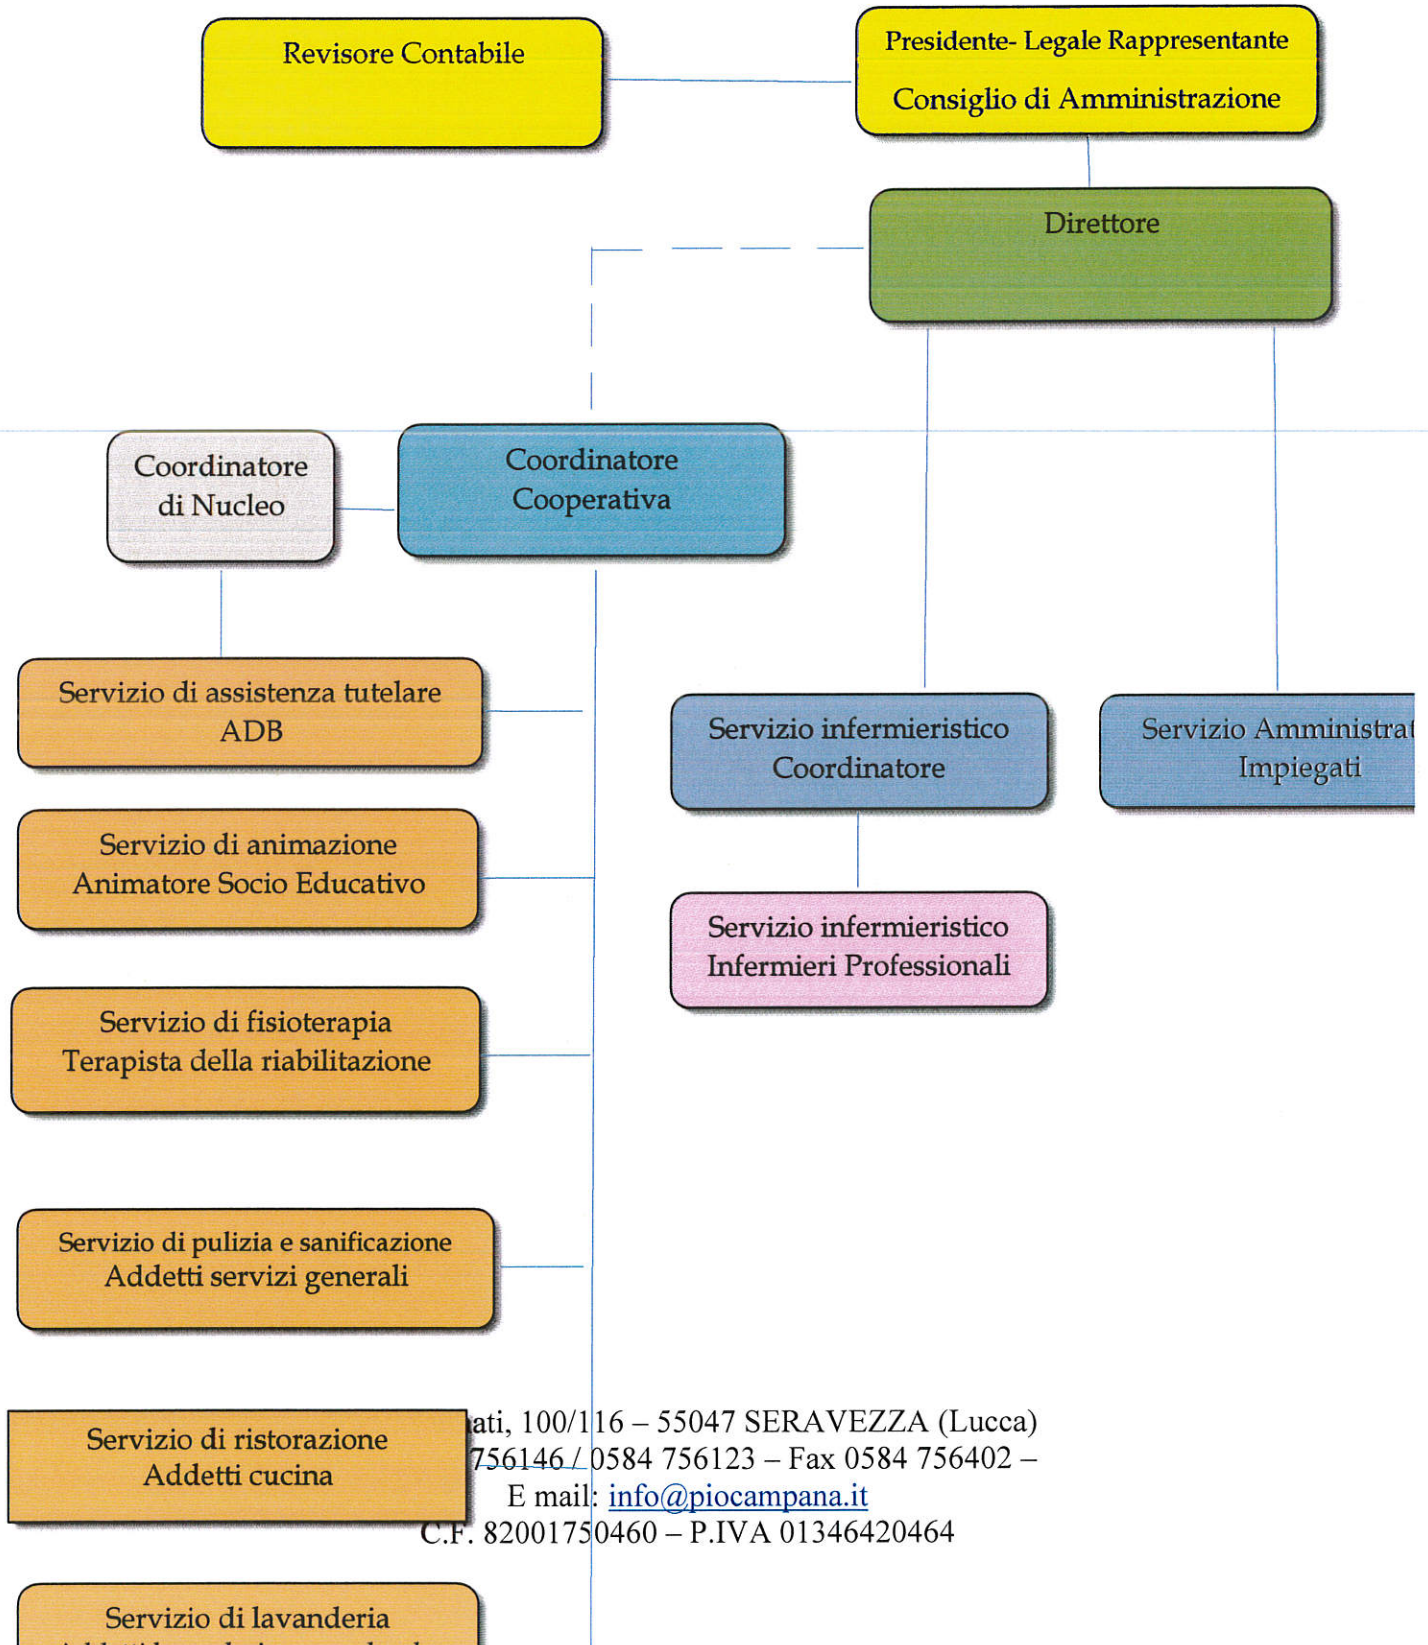 Revisore Contabile
Presidente- Legale Rappresentante
Consiglio di Amministrazione
Direttore
Coordinatore
di Nucleo
Coordinatore
Cooperativa
Servizio di assistenza tutelare
ADB
Servizio infermieristico
Coordinatore
Servizio
Impiegati
Servizio di animazione
Animatore Socio Educativo
Servizio infermieristico
Infermieri Professionali
Servizio di fisioterapia
Terapista della riabilitazione
Servizio di pulizia e sanificazione
Addetti servizi generali
Servizio di ristorazione
Addetti cucina
100/116 – 55047 SERAVEZZA (Lucca)
756146 / 0584 756123 – Fax 0584 756402 –
E mail: info@piocampana.it
C.F. 82001750460 – P.IVA 01346420464
Servizio di lavanderia